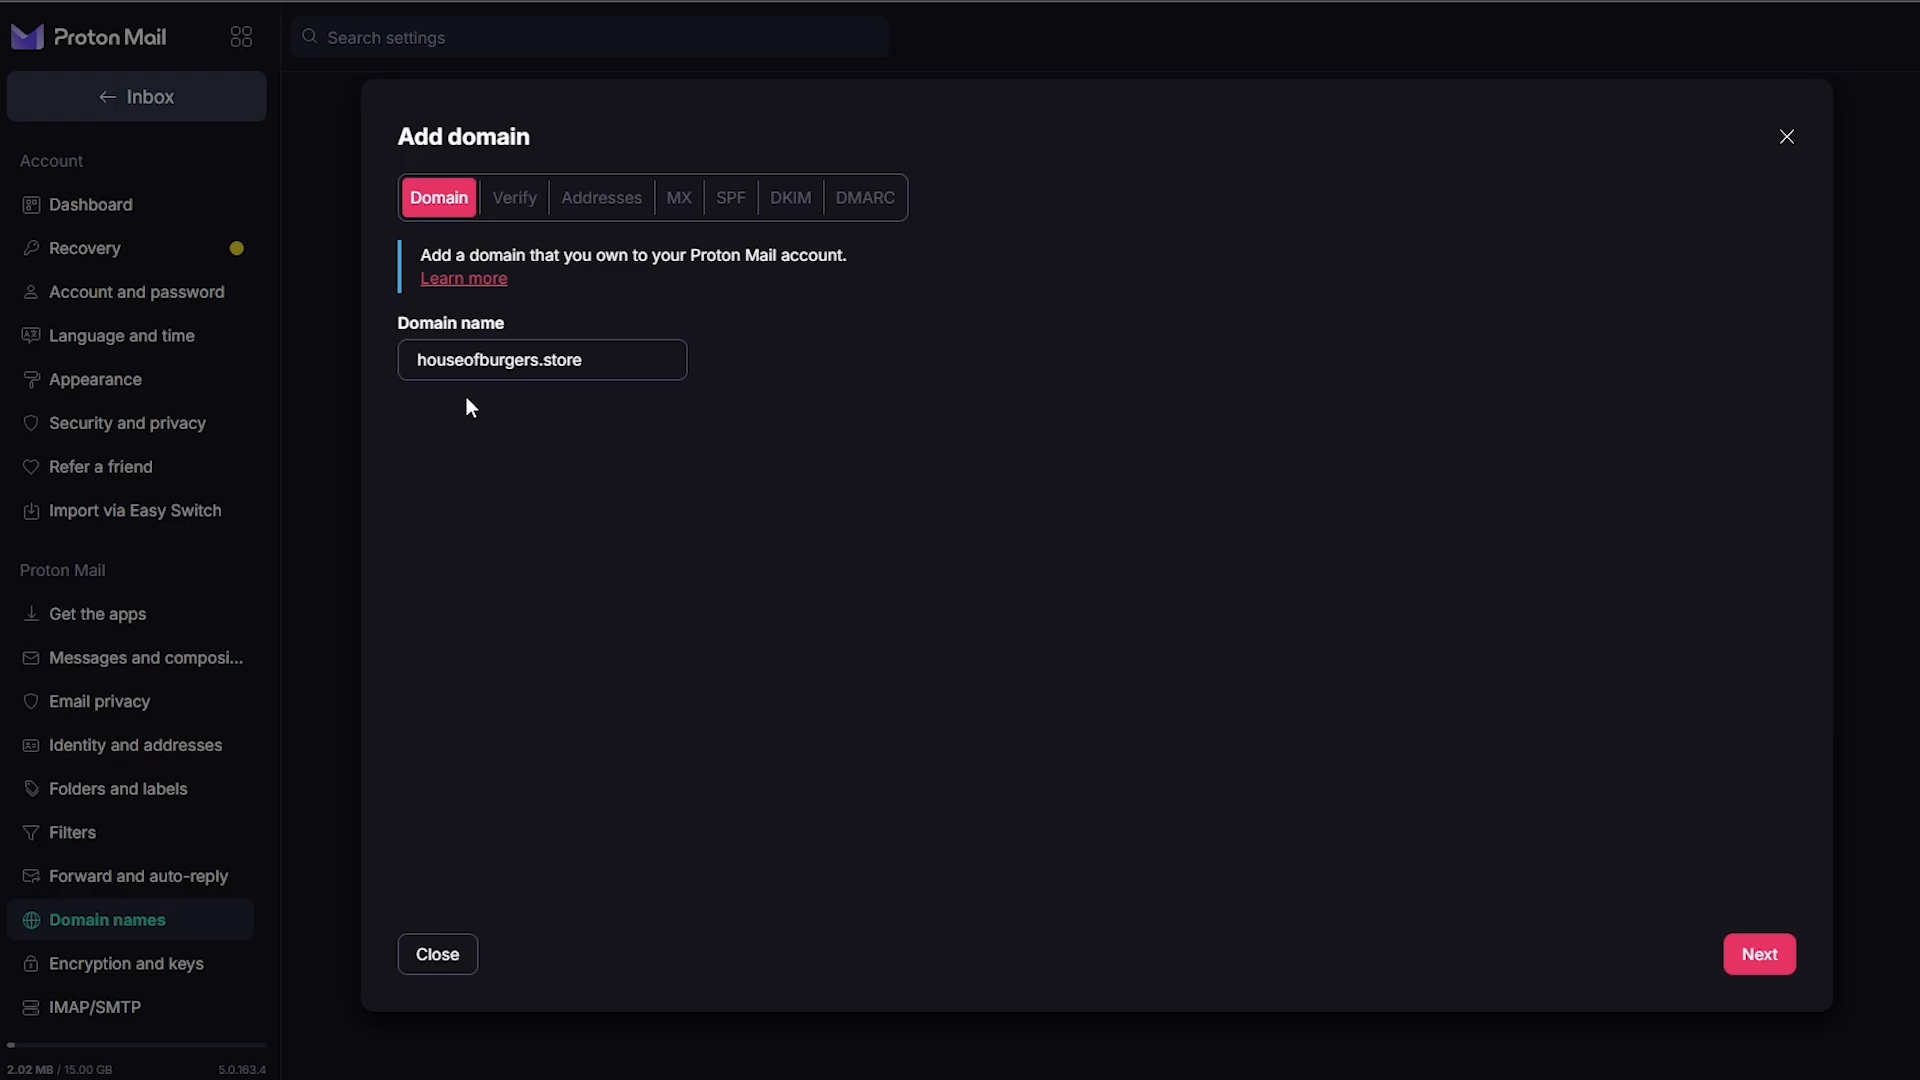 Proton Mail
Search settings
← Inbox
Account
Dashboard
Recovery
Account and password
Language and time
Appearance
Security and privacy
Refer a friend
Import via Easy Switch
Proton Mail
Get the apps
Messages and composi...
Email privacy
Identity and addresses
Folders and labels
Filters
Forward and auto-reply
Domain names
Encryption and keys
IMAP/SMTP
2.02 MB / 15.00 GB 5.0.163.4
Add domain
Domain Verify Addresses MX SPF DKIM DMARC
Add a domain that you own to your Proton Mail account.
Learn more
Domain name
houseofburgers.store
Close Next